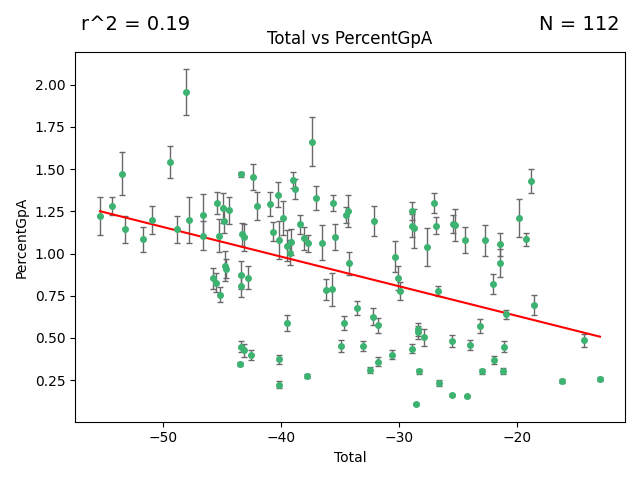 r^2 = 0.19
N = 112
Total vs PercentGpA
PercentGpA
2.00
1.75
1.50
1.25
1.00
0.75
0.50
0.25
−50
−40
−30
−20
Total